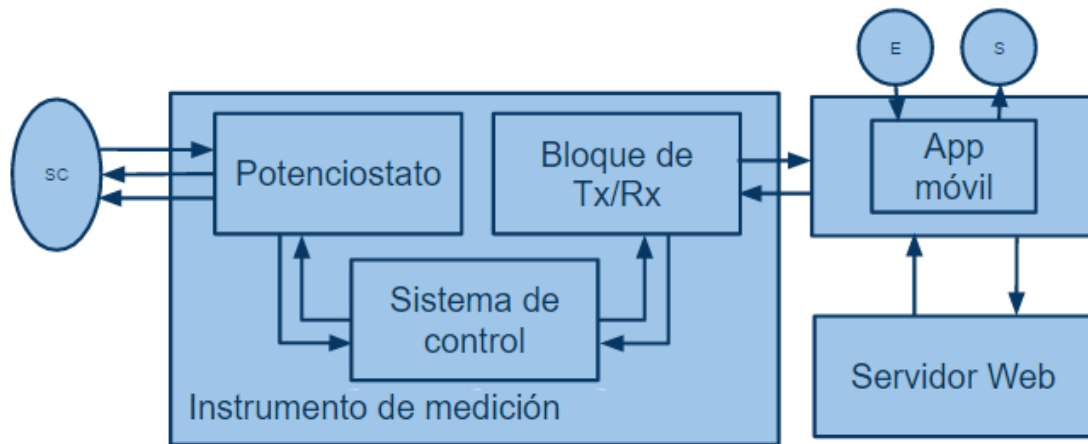 E
S
SC
Potenciostato
Bloque de
Tx/Rx
App
móvil
Sistema de
control
Servidor Web
Instrumento de medición